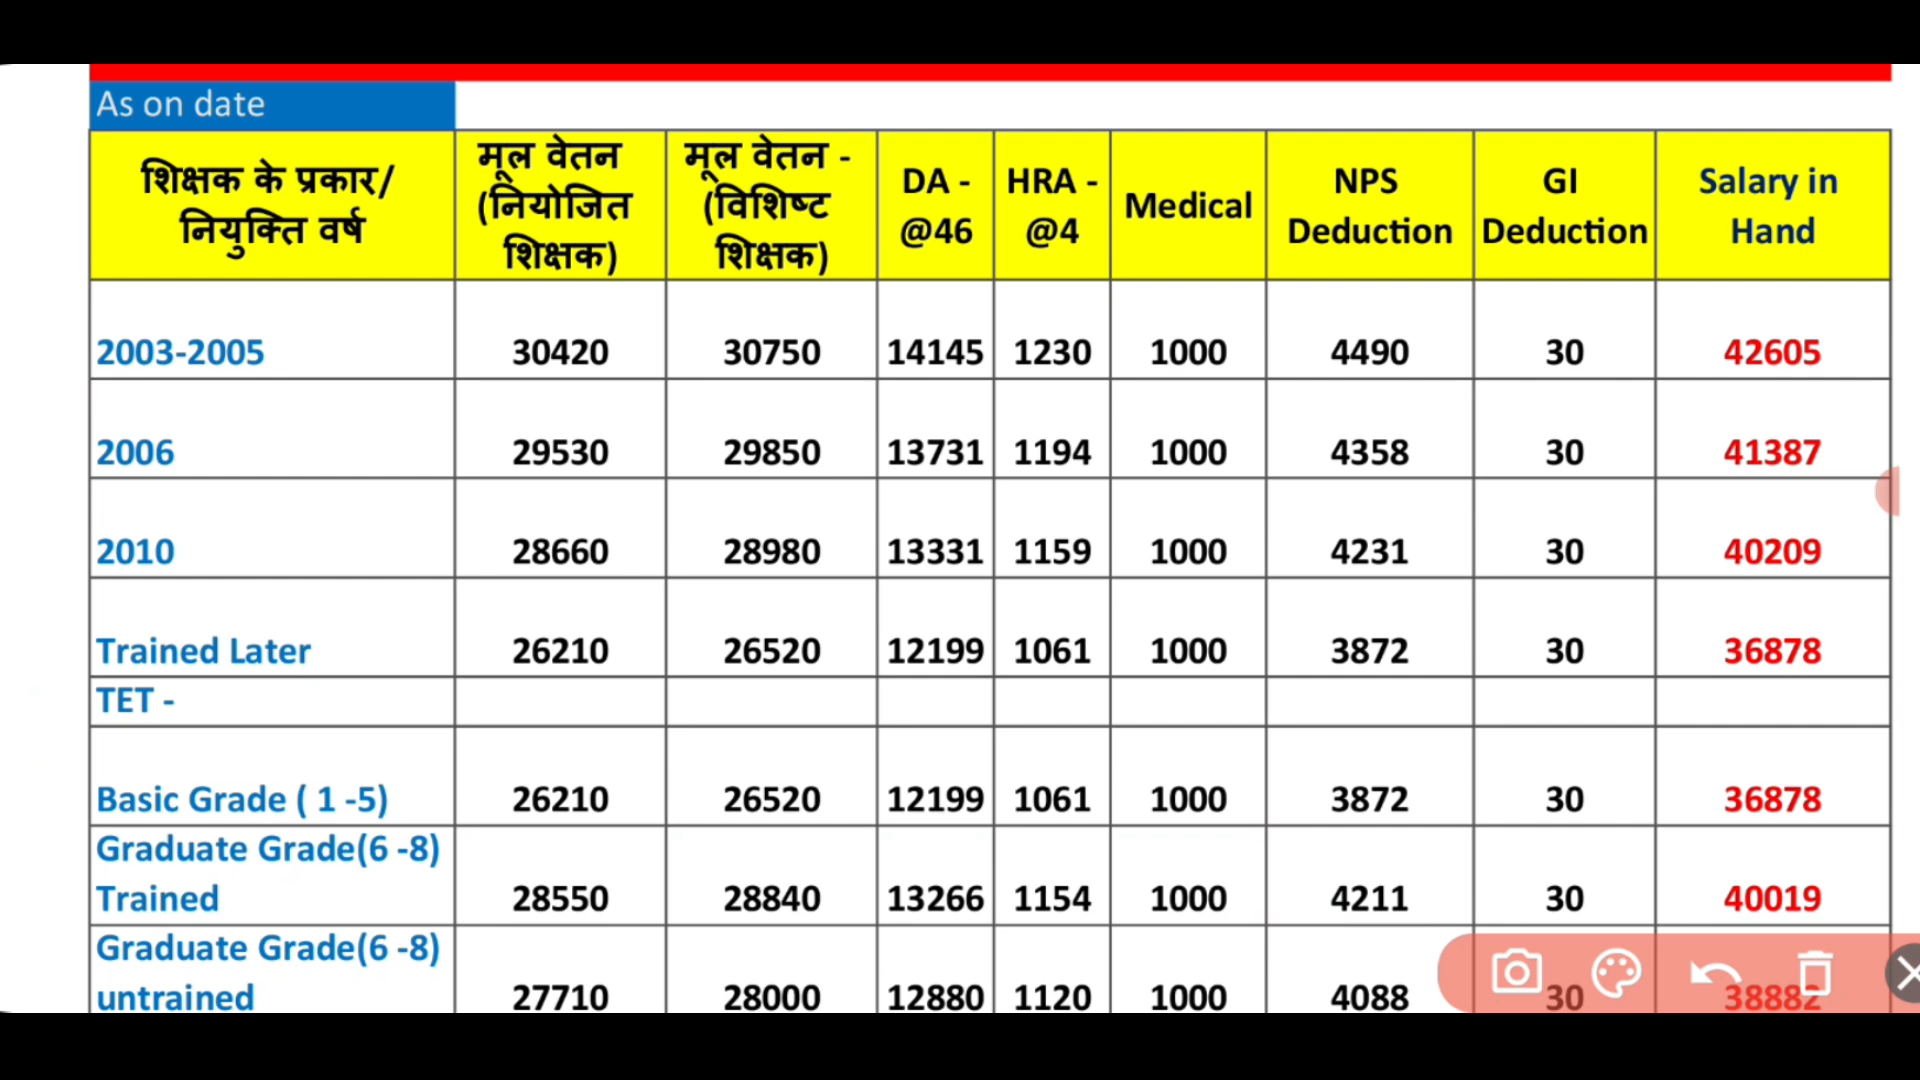 As on date
शिक्षक के प्रकार/ नियुक्ति वर्ष | मूल वेतन (नियोजित शिक्षक) | मूल वेतन - (विशिष्ट शिक्षक) | DA - @46 | HRA - @4 | Medical | NPS Deduction | GI Deduction | Salary in Hand
2003-2005 | 30420 | 30750 | 14145 | 1230 | 1000 | 4490 | 30 | 42605
2006 | 29530 | 29850 | 13731 | 1194 | 1000 | 4358 | 30 | 41387
2010 | 28660 | 28980 | 13331 | 1159 | 1000 | 4231 | 30 | 40209
Trained Later | 26210 | 26520 | 12199 | 1061 | 1000 | 3872 | 30 | 36878
TET -
Basic Grade ( 1 -5) | 26210 | 26520 | 12199 | 1061 | 1000 | 3872 | 30 | 36878
Graduate Grade(6 -8) Trained | 28550 | 28840 | 13266 | 1154 | 1000 | 4211 | 30 | 40019
Graduate Grade(6 -8) untrained | 27710 | 28000 | 12880 | 1120 | 1000 | 4088 | 30 | 38882